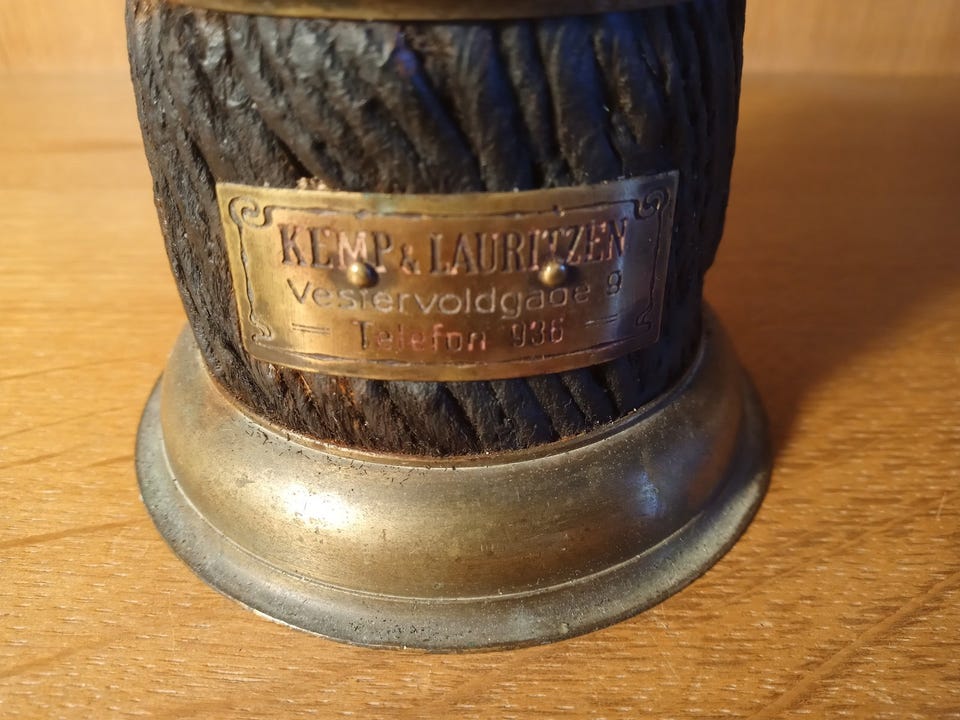 KEMP & LAURITZEN
Vestervoldgade 9
Telefon 936